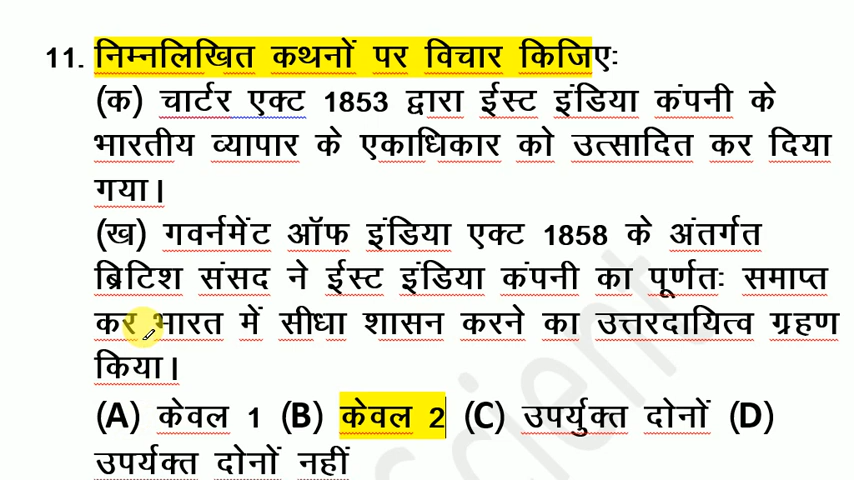 11. निम्नलिखित कथनों पर विचार किजिएः
(क) चार्टर एक्ट 1853 द्वारा ईस्ट इंडिया कंपनी के
भारतीय व्यापार के एकाधिकार को उत्सादित कर दिया
गया।
(ख) गवर्नमेंट ऑफ इंडिया एक्ट 1858 के अंतर्गत
ब्रिटिश संसद ने ईस्ट इंडिया कंपनी का पूर्णतः समाप्त
कर भारत में सीधा शासन करने का उत्तरदायित्व ग्रहण
किया।
(A) केवल 1 (B) केवल 2 (C) उपर्युक्त दोनों (D)
उपर्यक्त दोनों नहीं